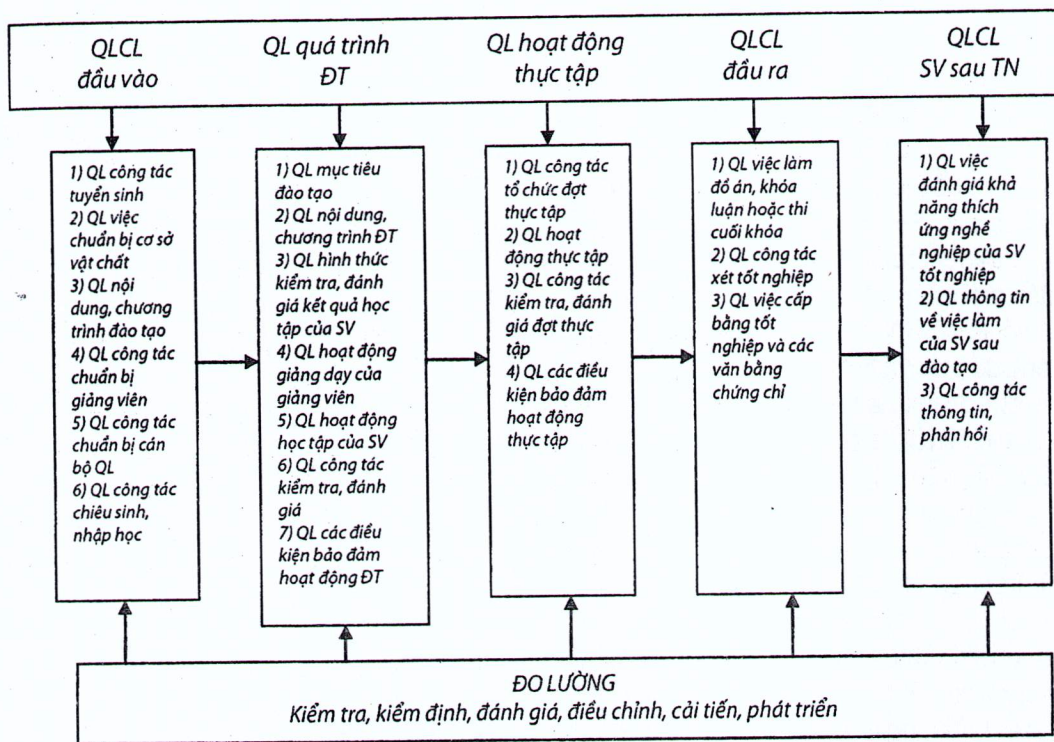 QLCL
đầu vào
QL quá trình
ĐT
QL hoạt động
thực tập
QLCL
đầu ra
QLCL
SV sau TN
1) QL công tác
tuyển sinh
2) QL việc
chuẩn bị cơ sở
vật chất
3) QL nội
dung, chương
trình đào tạo
4) QL công tác
chuẩn bị
giảng viên
5) QL công tác
chuẩn bị cán
bộ QL
6) QL công tác
chiêu sinh,
nhập học
1) QL mục tiêu
đào tạo
2) QL nội dung,
chương trình ĐT
3) QL hình thức
kiểm tra, đánh
giá kết quả học
tập của SV
4) QL hoạt động
giảng dạy của
giảng viên
5) QL hoạt động
học tập của SV
6) QL công tác
kiểm tra, đánh
giá
7) QL các điều
kiện bảo đảm
hoạt động ĐT
1) QL công tác
tổ chức đợt
thực tập
2) QL hoạt
động thực tập
3) QL công tác
kiểm tra, đánh
giá đợt thực
tập
4) QL các điều
kiện bảo đảm
hoạt động
thực tập
1) QL việc làm
đồ án, khóa
luận hoặc thi
cuối khóa
2) QL công tác
xét tốt nghiệp
3) QL việc cấp
bằng tốt
nghiệp và các
văn bằng
chứng chỉ
1) QL việc
đánh giá khả
năng thích
ứng nghề
nghiệp của SV
tốt nghiệp
2) QL thông tin
về việc làm
của SV sau
đào tạo
3) QL công tác
thông tin,
phản hồi
ĐO LƯỜNG
Kiểm tra, kiểm định, đánh giá, điều chỉnh, cải tiến, phát triển